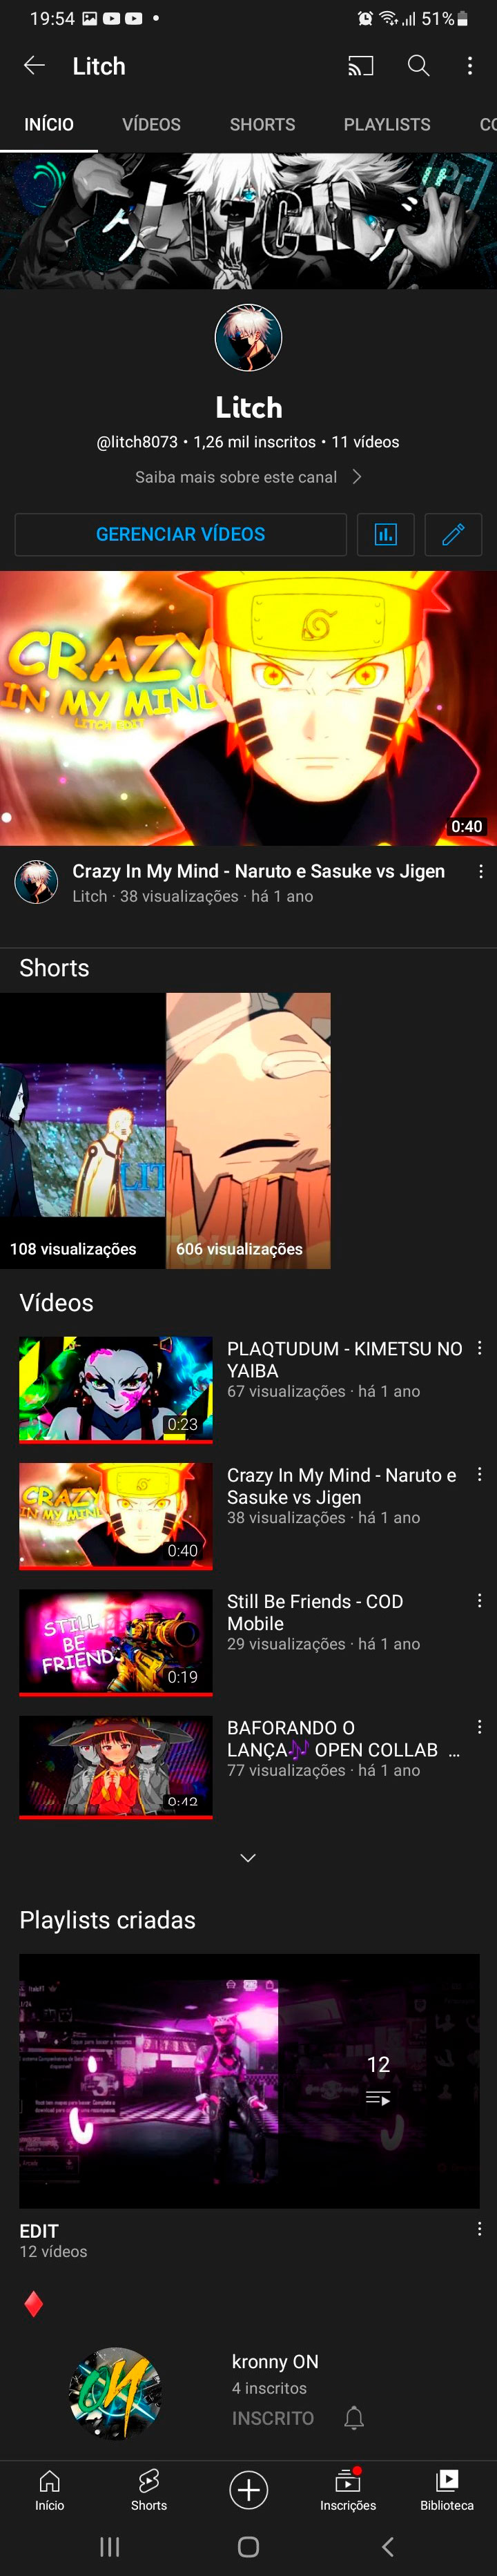 19:54
51%
Litch
INÍCIO VÍDEOS SHORTS PLAYLISTS
LITCH
Pr
Litch
@litch8073 • 1,26 mil inscritos • 11 vídeos
Saiba mais sobre este canal
GERENCIAR VÍDEOS
CRAZY
IN MY MIND
LITCH EDIT
0:40
Crazy In My Mind - Naruto e Sasuke vs Jigen
Litch · 38 visualizações · há 1 ano
Shorts
LIT
108 visualizações
606 visualizações
Vídeos
0:23
PLAQTUDUM - KIMETSU NO
YAIBA
67 visualizações · há 1 ano
CRAZY
IN MY MIND
0:40
Crazy In My Mind - Naruto e
Sasuke vs Jigen
38 visualizações · há 1 ano
STILL
BE
FRIENDS
0:19
Still Be Friends - COD
Mobile
29 visualizações · há 1 ano
0:42
BAFORANDO O
LANÇA🎶 OPEN COLLAB ...
77 visualizações · há 1 ano
Playlists criadas
12
EDIT
12 vídeos
♦️
ON
kronny ON
4 inscritos
INSCRITO
Início Shorts Inscrições Biblioteca